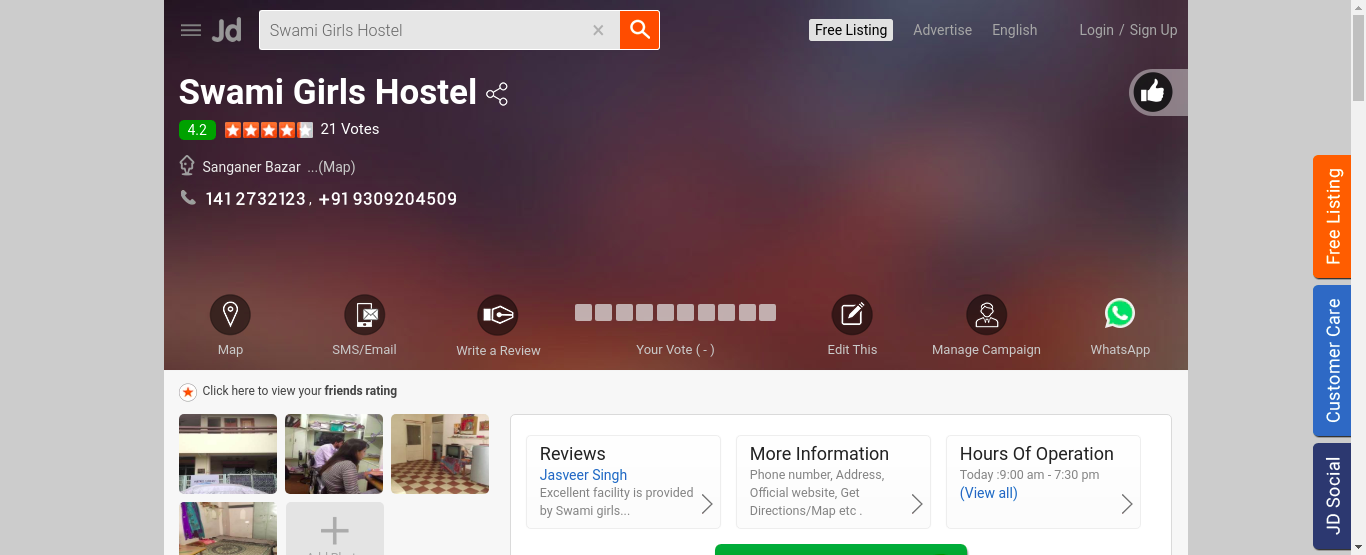 Jd
Swami Girls Hostel
Free Listing
Advertise
English
Login / Sign Up
Swami Girls Hostel
4.2 21 Votes
Sanganer Bazar ...(Map)
141 2732123 , +91 9309204509
Map
SMS/Email
Write a Review
Your Vote ( - )
Edit This
Manage Campaign
WhatsApp
Click here to view your friends rating
Reviews
Jasveer Singh
Excellent facility is provided
by Swami girls...
More Information
Phone number, Address,
Official website, Get
Directions/Map etc .
Hours Of Operation
Today :9:00 am - 7:30 pm
(View all)
Free Listing
Customer Care
JD Social